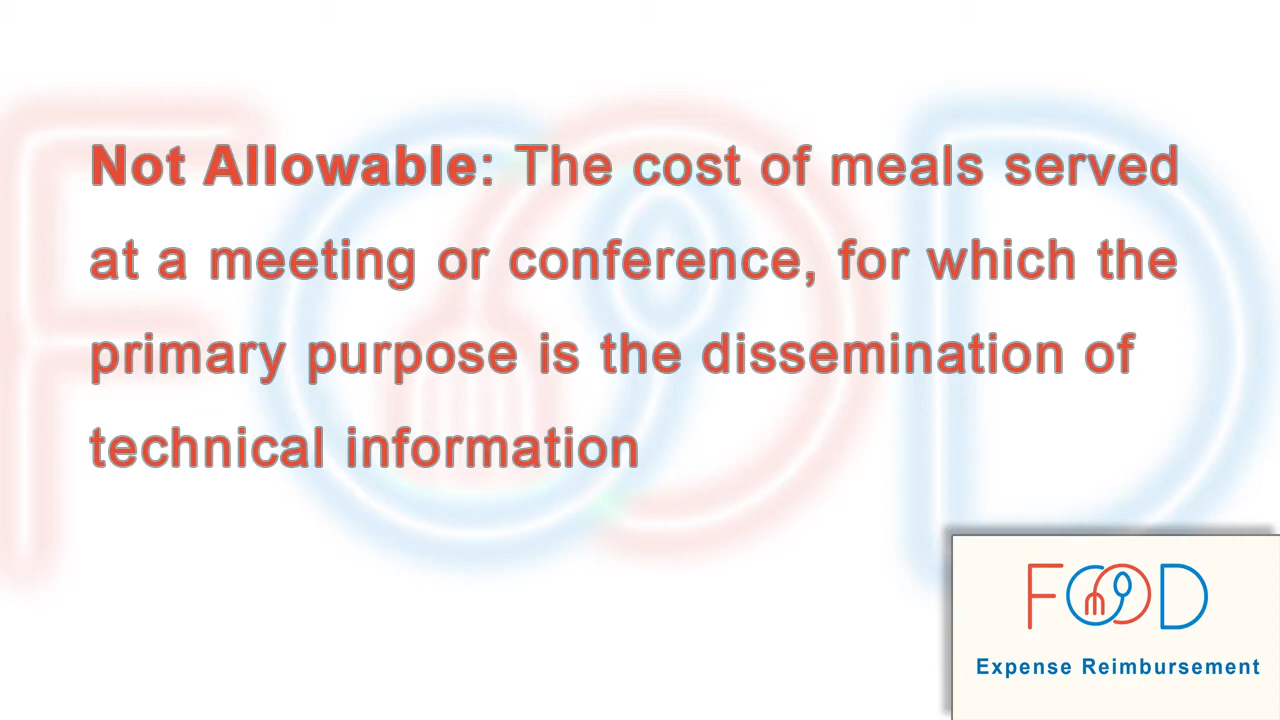 Not Allowable: The cost of meals served
at a meeting or conference, for which the
primary purpose is the dissemination of
technical information
FOOD
Expense Reimbursement